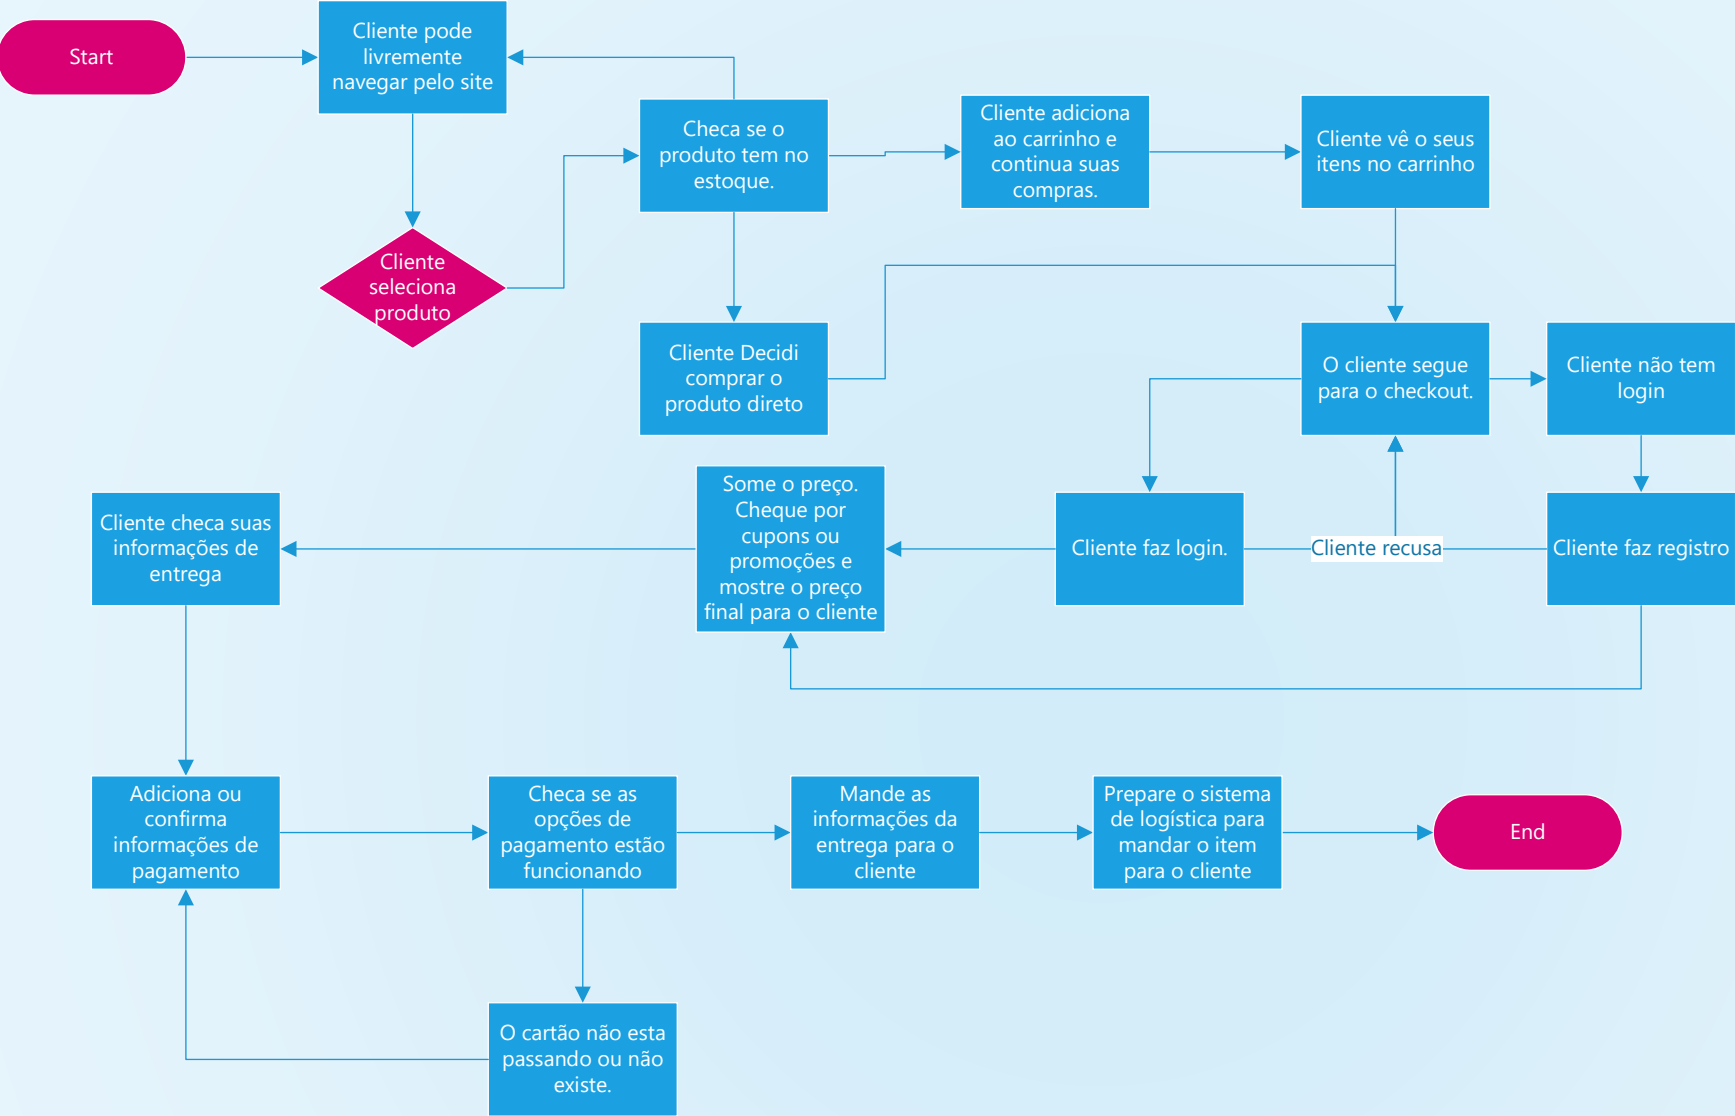 Start
Cliente pode
livremente
navegar pelo site
Checa se o
produto tem no
estoque.
Cliente adiciona
ao carrinho e
continua suas
compras.
Cliente vê o seus
itens no carrinho
Cliente
seleciona
produto
Cliente Decidi
comprar o
produto direto
O cliente segue
para o checkout.
Cliente não tem
login
Cliente checa suas
informações de
entrega
Some o preço.
Cheque por
cupons ou
promoções e
mostre o preço
final para o cliente
Cliente faz login.
Cliente recusa
Cliente faz registro
Adiciona ou
confirma
informações de
pagamento
Checa se as
opções de
pagamento estão
funcionando
Mande as
informações da
entrega para o
cliente
Prepare o sistema
de logística para
mandar o item
para o cliente
End
O cartão não esta
passando ou não
existe.